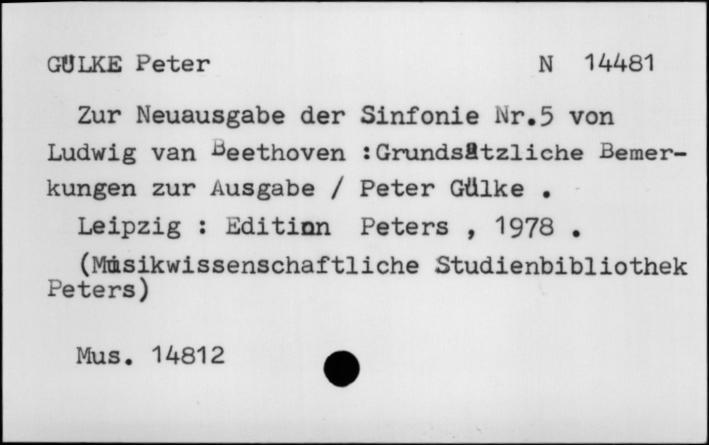 GÜLKE Peter N 14481
Zur Neuausgabe der Sinfonie Nr.5 von
Ludwig van Beethoven :Grundsätzliche Bemer-
kungen zur Ausgabe / Peter Gülke .
Leipzig : Edition Peters , 1978 .
(Musikwissenschaftliche Studienbibliothek
Peters)
Mus. 14812